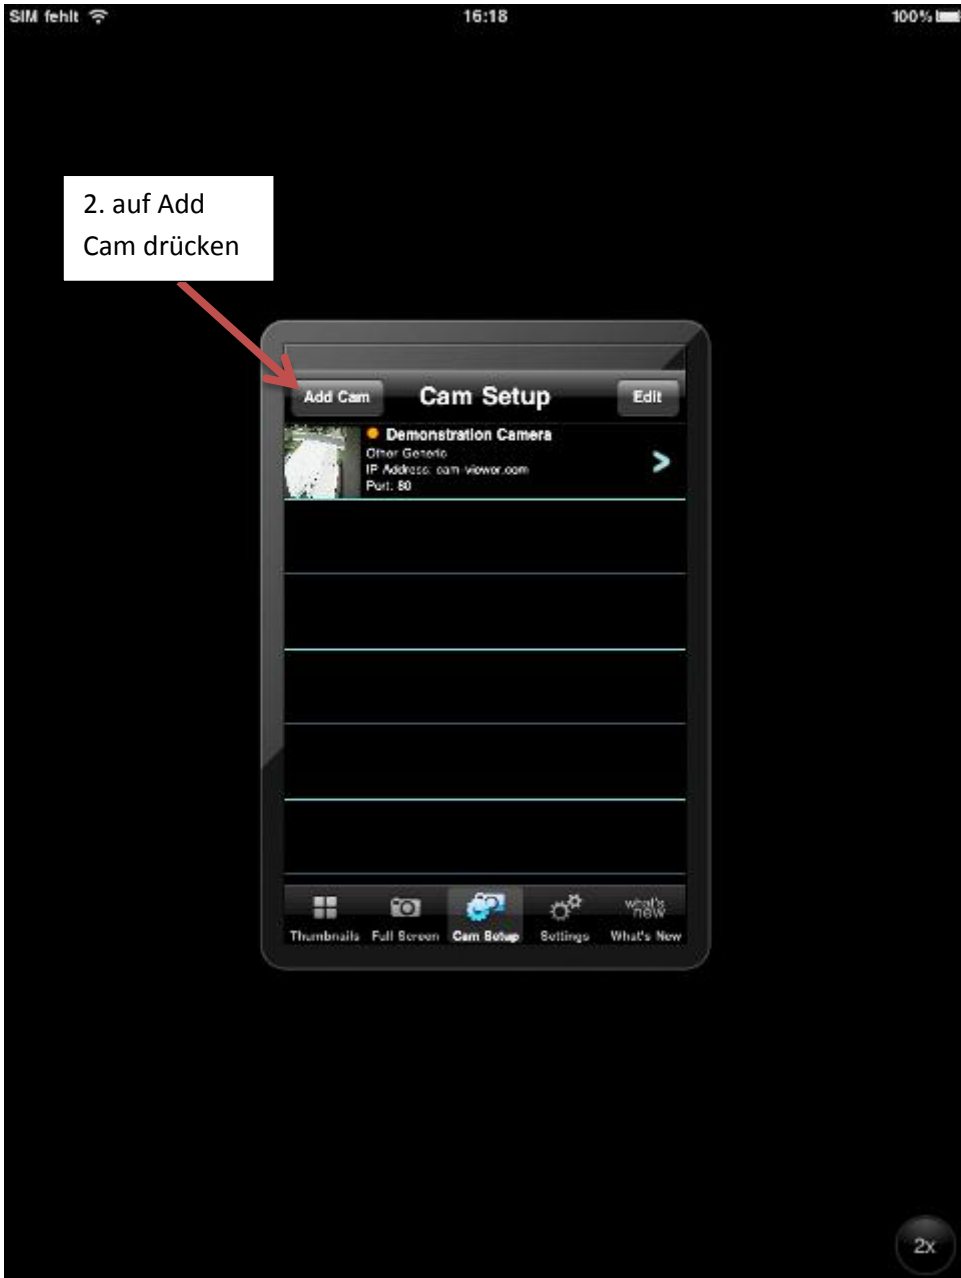 SIM fehlt
16:18
100%
2. auf Add
Cam drücken
Add Cam
Cam Setup
Edit
Demonstration Camera
Other Generic
IP Address: cam-viewer.com
Port: 80
what's
new
Thumbnails
Full Screen
Cam Setup
Settings
What's New
2x